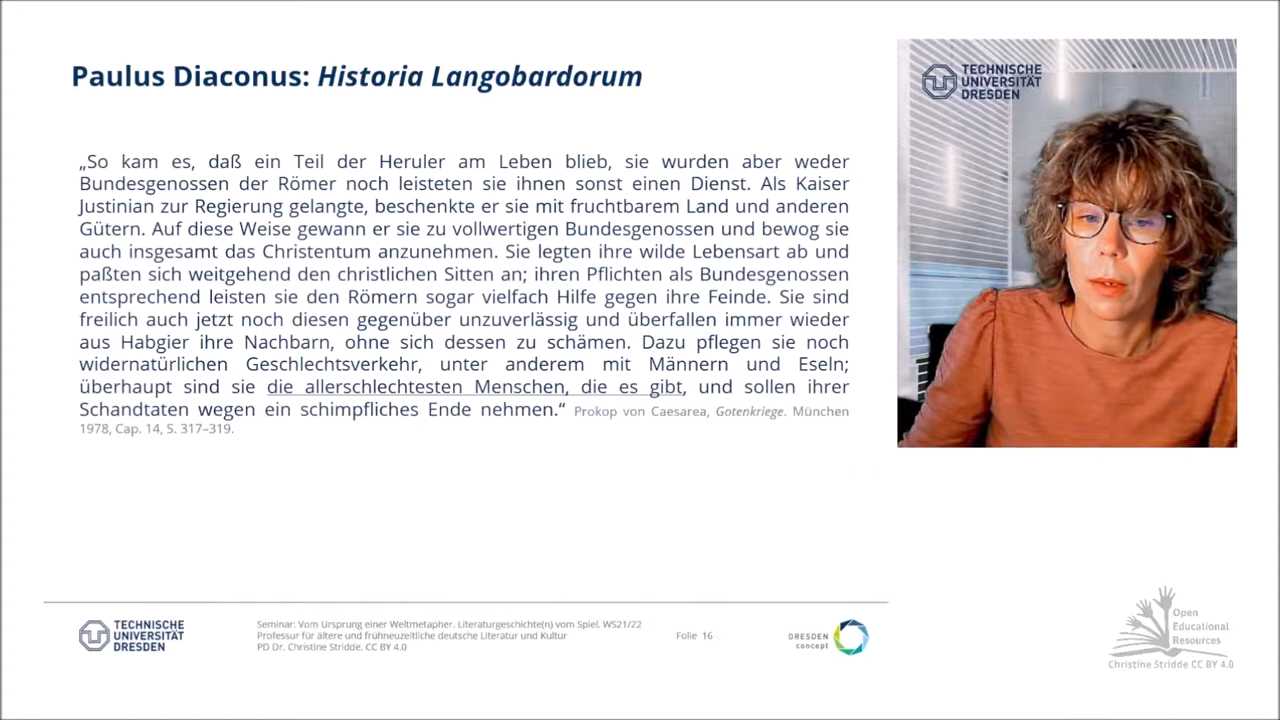 Paulus Diaconus: Historia Langobardorum
„So kam es, daß ein Teil der Heruler am Leben blieb, sie wurden aber weder
Bundesgenossen der Römer noch leisteten sie ihnen sonst einen Dienst. Als Kaiser
Justinian zur Regierung gelangte, beschenkte er sie mit fruchtbarem Land und anderen
Gütern. Auf diese Weise gewann er sie zu vollwertigen Bundesgenossen und bewog sie
auch insgesamt das Christentum anzunehmen. Sie legten ihre wilde Lebensart ab und
paßten sich weitgehend den christlichen Sitten an; ihren Pflichten als Bundesgenossen
entsprechend leisten sie den Römern sogar vielfach Hilfe gegen ihre Feinde. Sie sind
freilich auch jetzt noch diesen gegenüber unzuverlässig und überfallen immer wieder
aus Habgier ihre Nachbarn, ohne sich dessen zu schämen. Dazu pflegen sie noch
widernatürlichen Geschlechtsverkehr, unter anderem mit Männern und Eseln;
überhaupt sind sie die allerschlechtesten Menschen, die es gibt, und sollen ihrer
Schandtaten wegen ein schimpfliches Ende nehmen.“ Prokop von Caesarea, Gotenkriege. München
1978, Cap. 14, S. 317–319.
TECHNISCHE
UNIVERSITÄT
DRESDEN
TECHNISCHE
UNIVERSITÄT
DRESDEN
Seminar: Vom Ursprung einer Weltmetapher. Literaturgeschichte(n) vom Spiel, WS21/22
Professur für ältere und frühneuzeitliche deutsche Literatur und Kultur
PD Dr. Christine Stridde. CC BY 4.0
Folie 16
DRESDEN
concept
Open
Educational
Resources
Christine Stridde CC BY 4.0